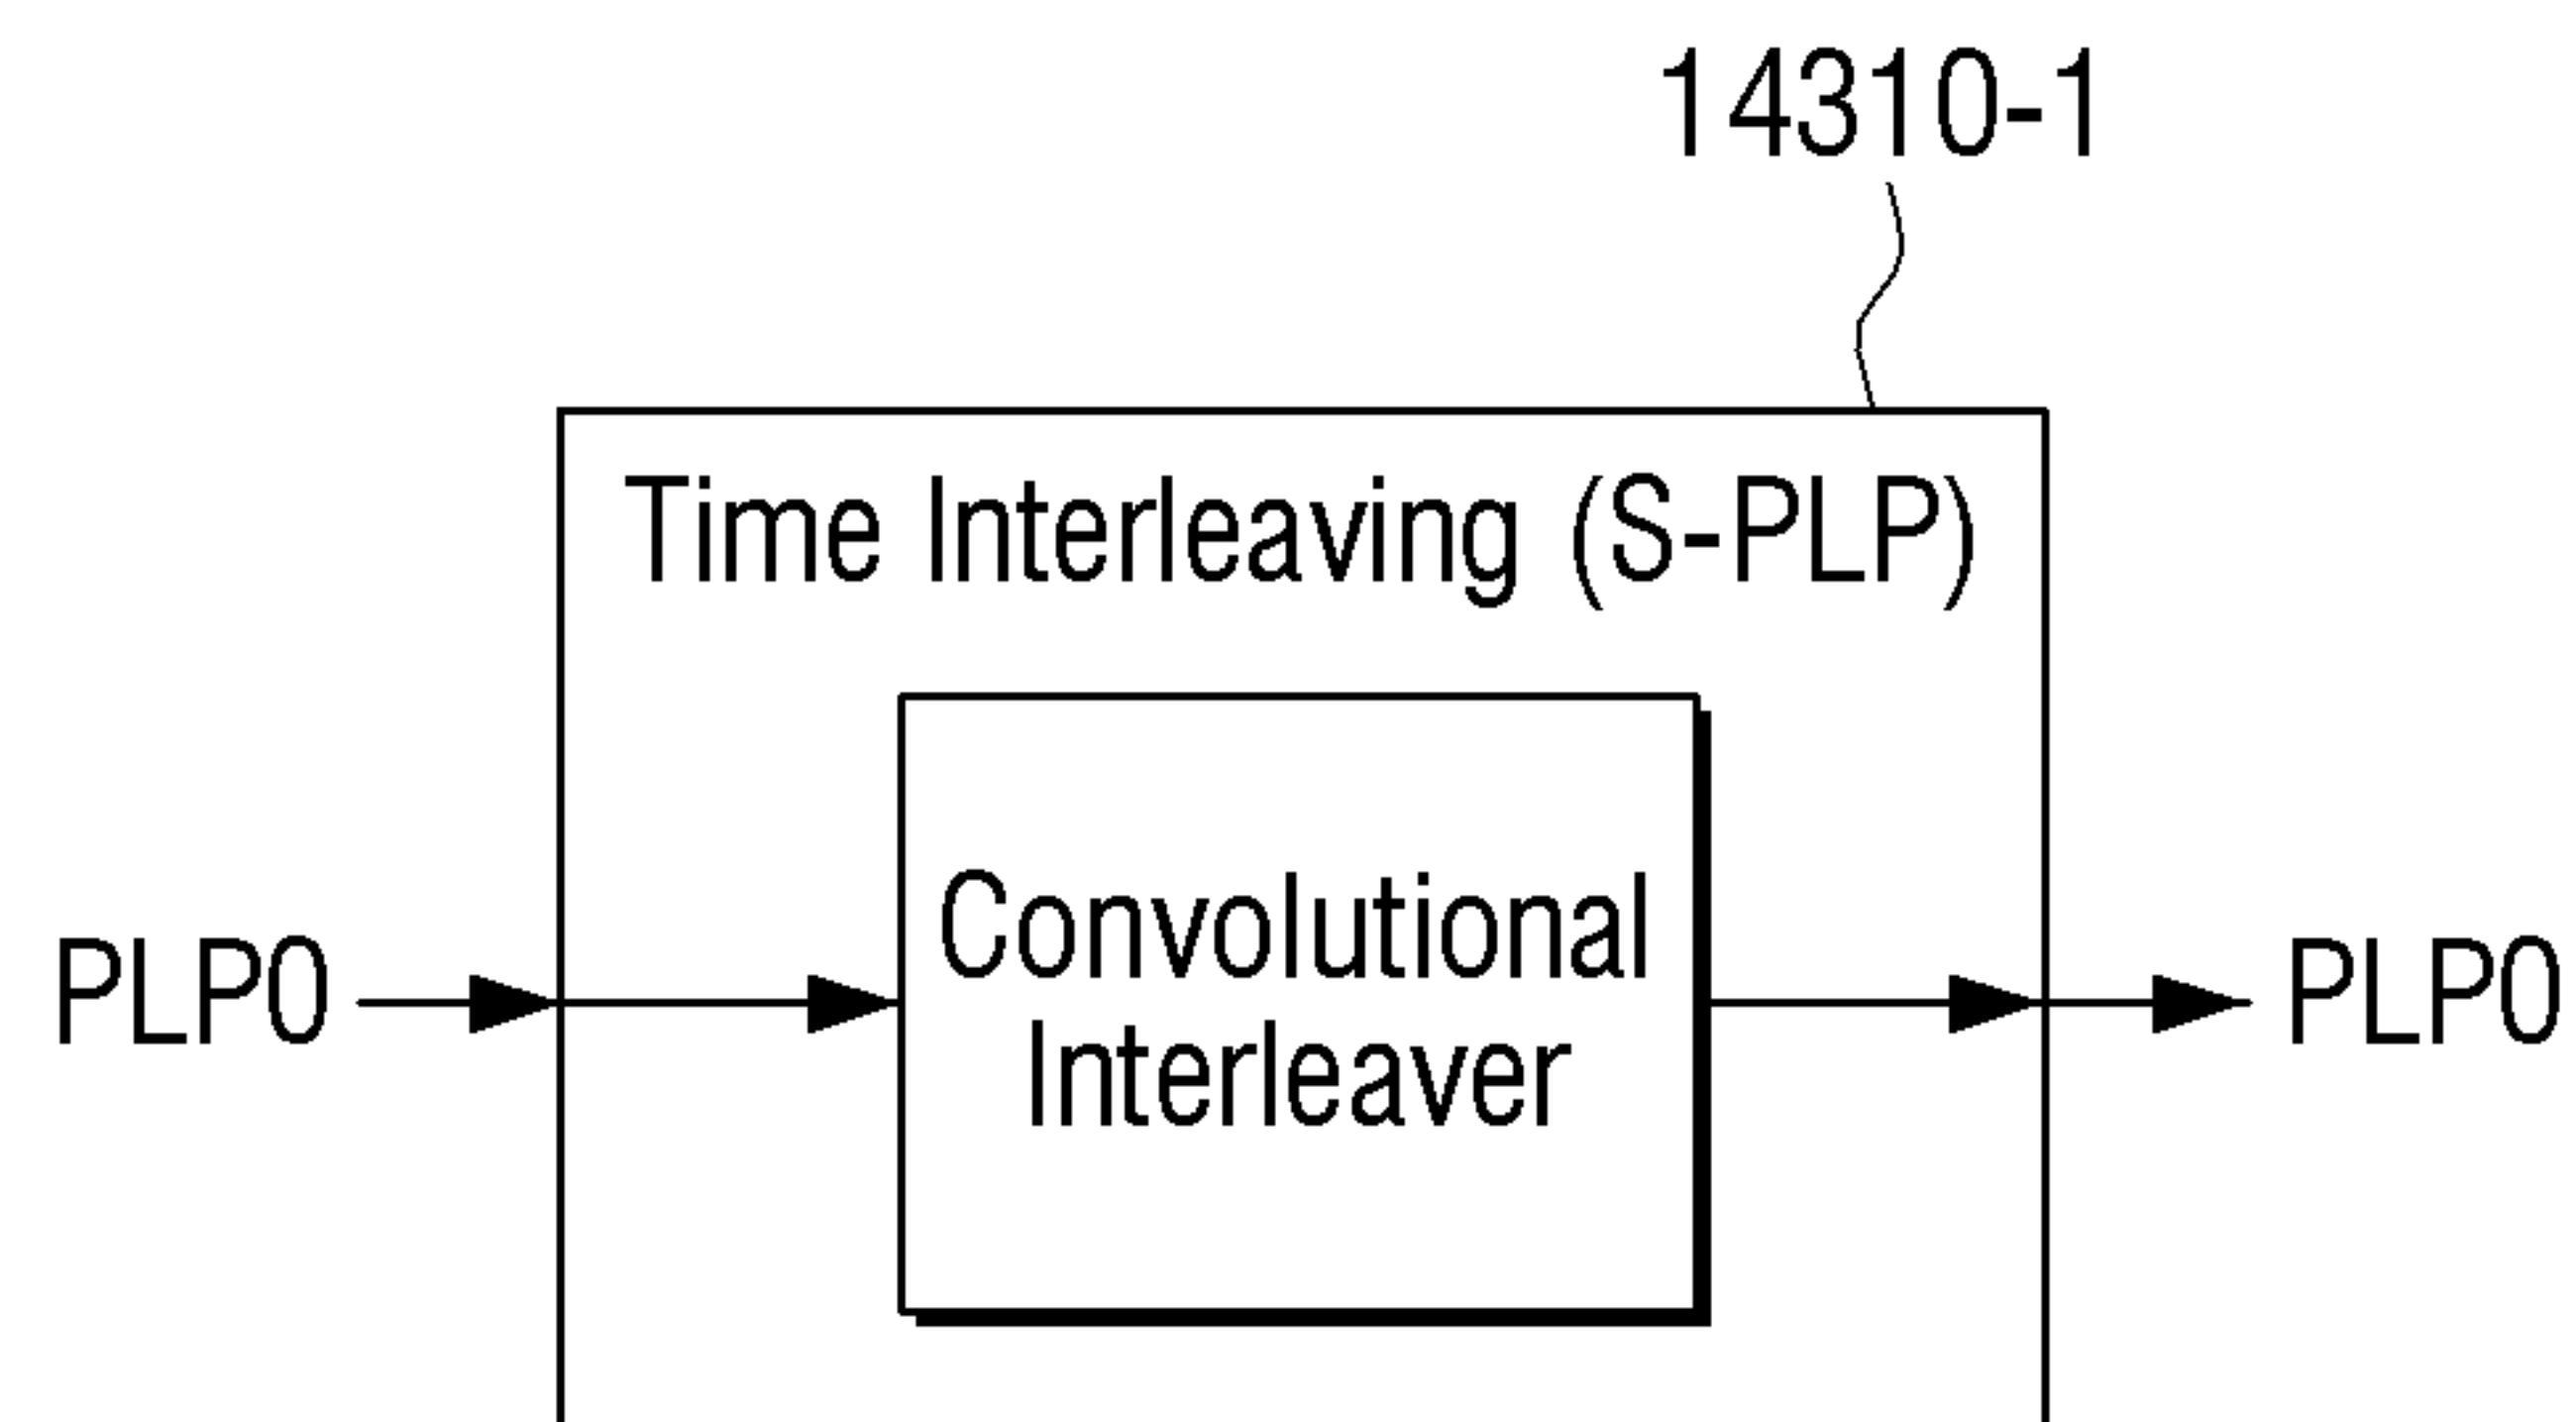 14310-1
Time Interleaving (S-PLP)
Convolutional
Interleaver
PLP0
PLP0